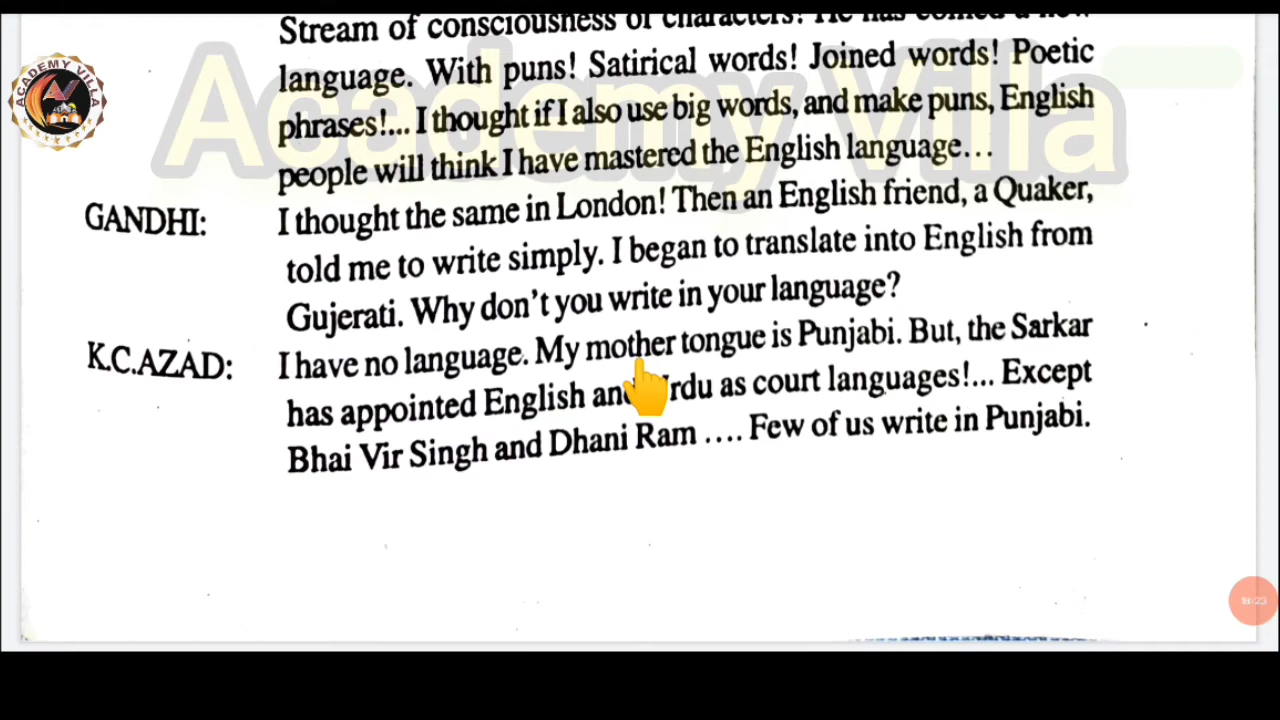 Stream of consciousness of characters! He has coined a new
language. With puns! Satirical words! Joined words! Poetic
phrases!... I thought if I also use big words, and make puns, English
people will think I have mastered the English language...
GANDHI: I thought the same in London! Then an English friend, a Quaker,
told me to write simply. I began to translate into English from
Gujerati. Why don't you write in your language?
K.C.AZAD: I have no language. My mother tongue is Punjabi. But, the Sarkar
has appointed English and Urdu as court languages!... Except
Bhai Vir Singh and Dhani Ram .... Few of us write in Punjabi.
Academy Villa
ACADEMY VILLA
AV